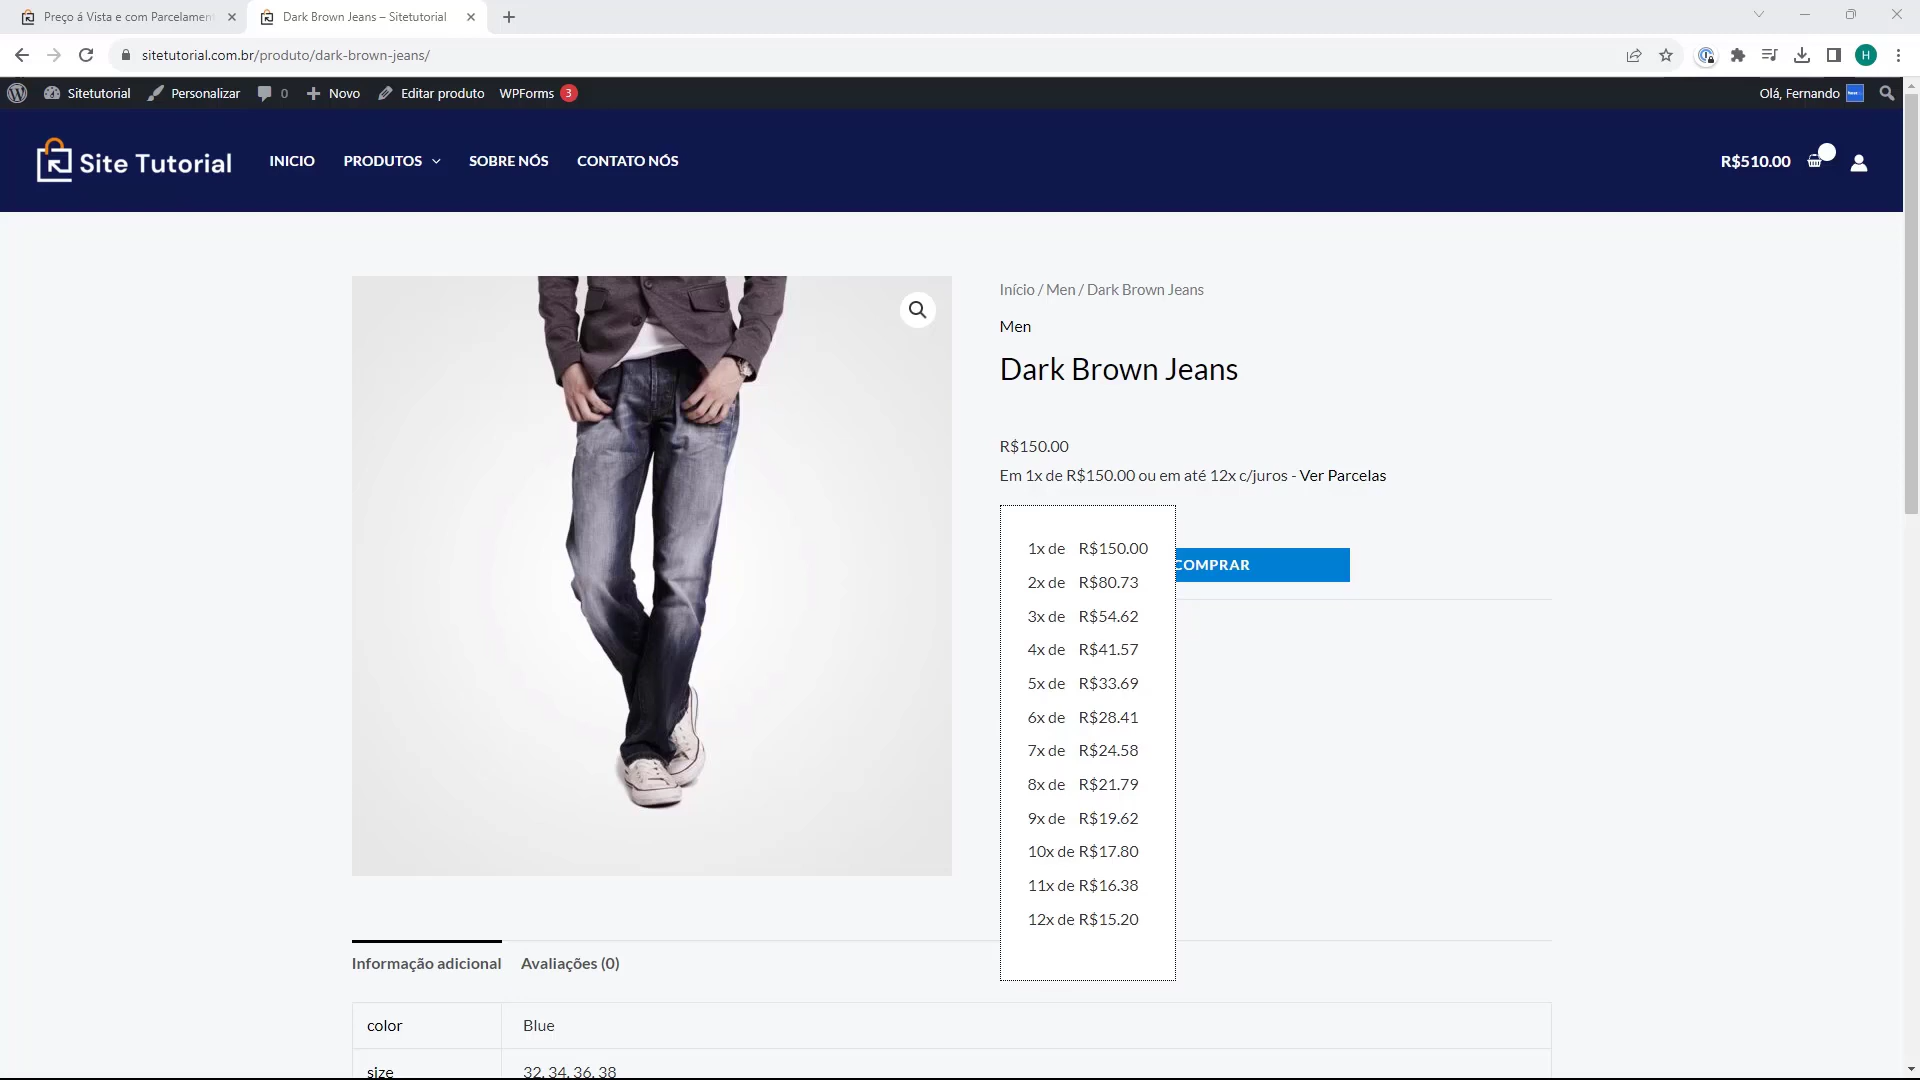 Preço á Vista e com Parcelamen
Dark Brown Jeans – Sitetutorial
sitetutorial.com.br/produto/dark-brown-jeans/
H
Sitetutorial
Personalizar
0
Novo
Editar produto
WPForms 3
Olá, Fernando
Site Tutorial
INICIO
PRODUTOS
SOBRE NÓS
CONTATO NÓS
R$510.00
Início / Men / Dark Brown Jeans
Men
Dark Brown Jeans
R$150.00
Em 1x de R$150.00 ou em até 12x c/juros - Ver Parcelas
1x de R$150.00
COMPRAR
2x de R$80.73
3x de R$54.62
4x de R$41.57
5x de R$33.69
6x de R$28.41
7x de R$24.58
8x de R$21.79
9x de R$19.62
10x de R$17.80
11x de R$16.38
12x de R$15.20
Informação adicional
Avaliações (0)
color Blue
size 32, 34, 36, 38